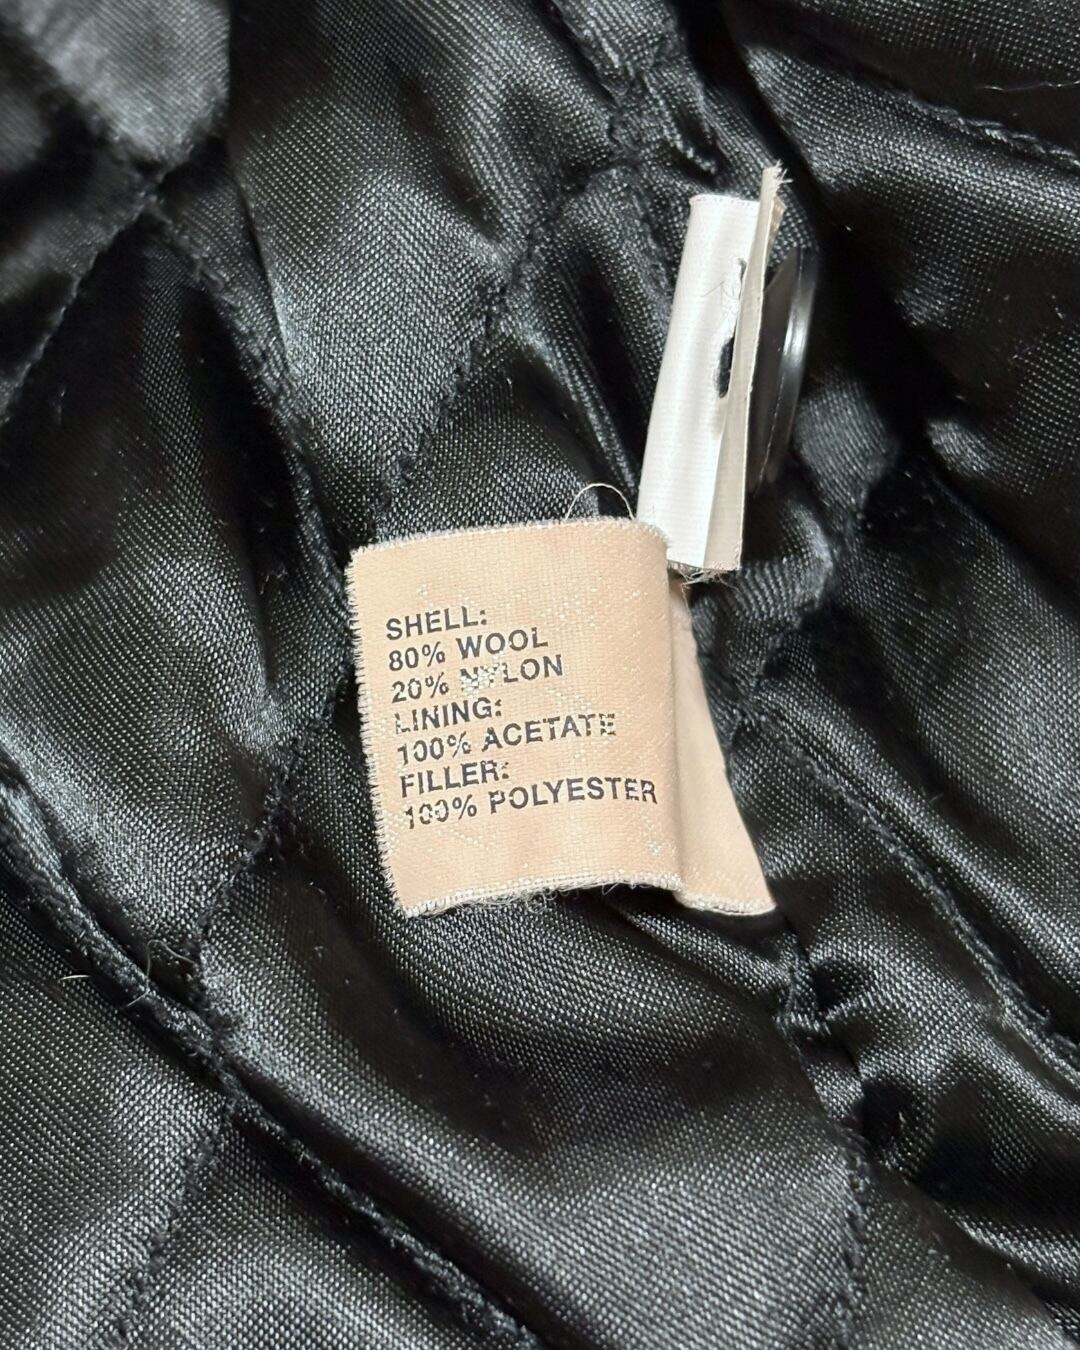 SHELL:
80% WOOL
20% NYLON
LINING:
100% ACETATE
FILLER:
100% POLYESTER